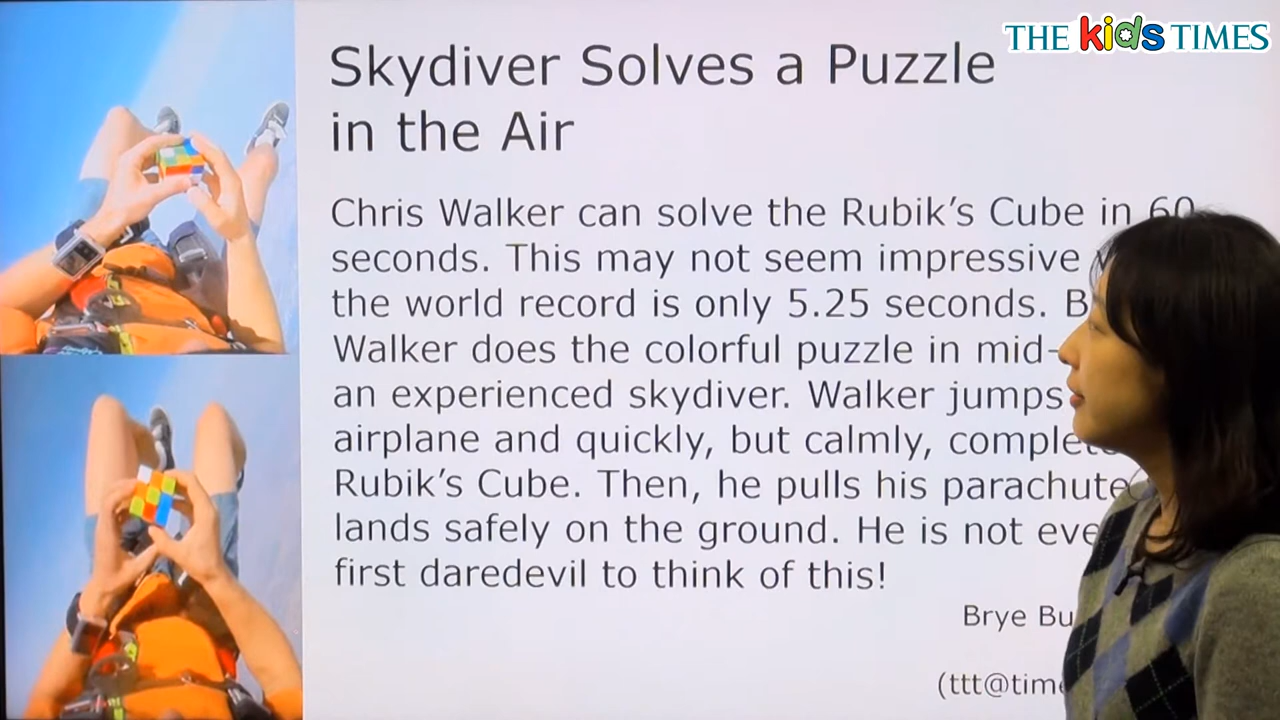 THE kids TIMES
Skydiver Solves a Puzzle
in the Air
Chris Walker can solve the Rubik's Cube in 60
seconds. This may not seem impressive
the world record is only 5.25 seconds.
Walker does the colorful puzzle in mid-
an experienced skydiver. Walker jumps
airplane and quickly, but calmly,
Rubik's Cube. Then, he pulls his parachute
lands safely on the ground. He is not
first daredevil to think of this!
Brye